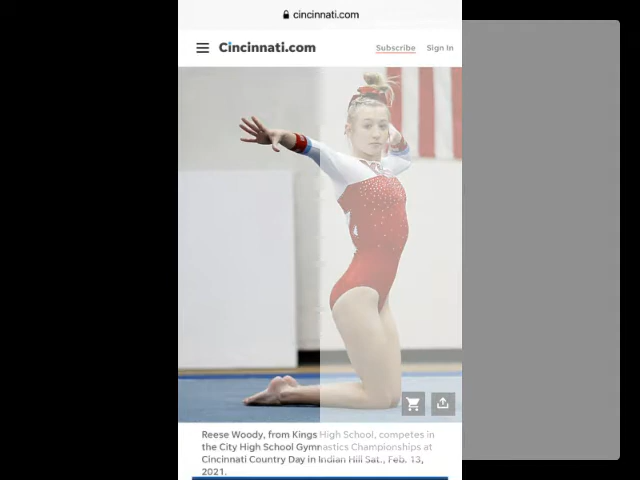 cincinnati.com
Cincinnati.com Subscribe Sign In
Reese Woody, from Kings High School, competes in
the City High School Gymnastics Championships at
Cincinnati Country Day in Indian Hill Sat., Feb. 13,
2021.